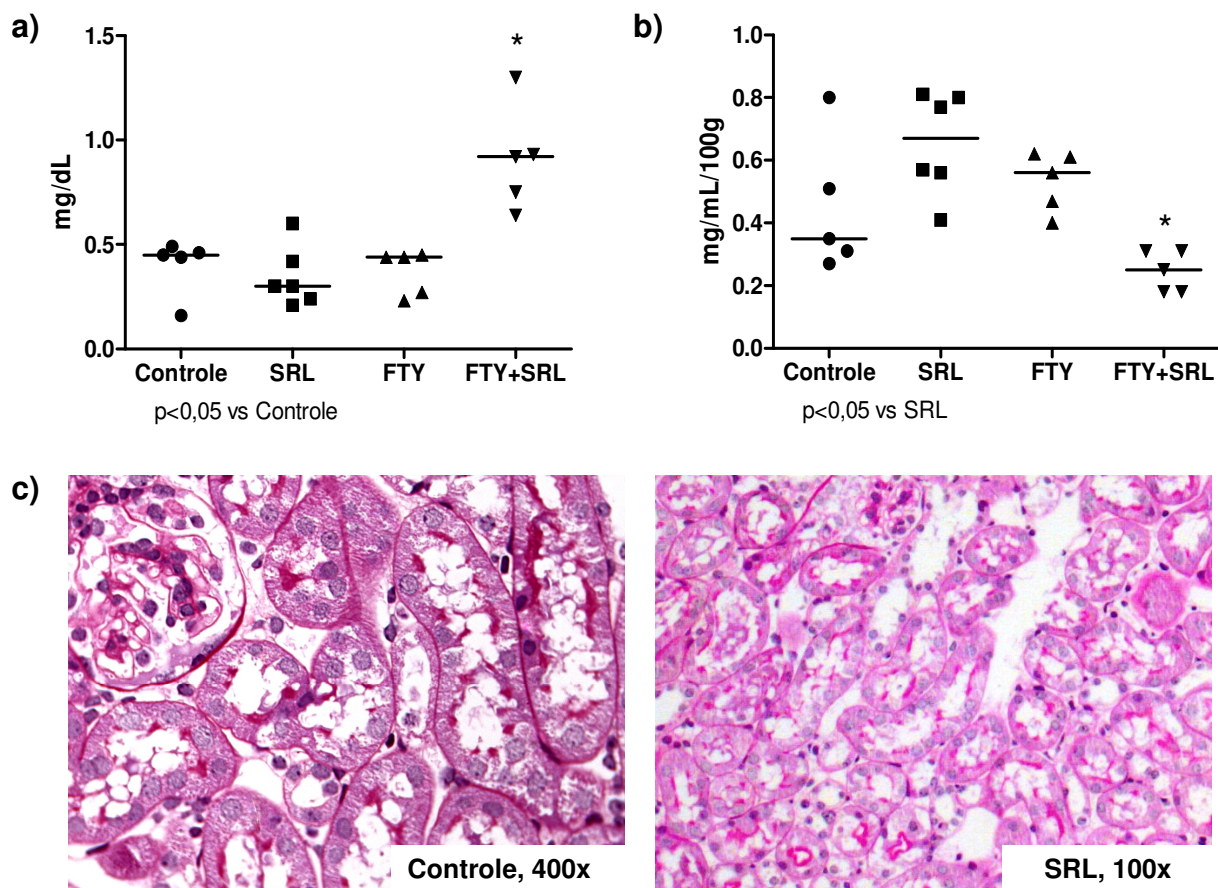 a)
mg/dL
1.5
1.0
0.5
0.0
*
Controle SRL FTY FTY+SRL
p<0,05 vs Controle
b)
mg/mL/100g
1.0
0.8
0.6
0.4
0.2
0.0
*
Controle SRL FTY FTY+SRL
p<0,05 vs SRL
c)
Controle, 400x
SRL, 100x